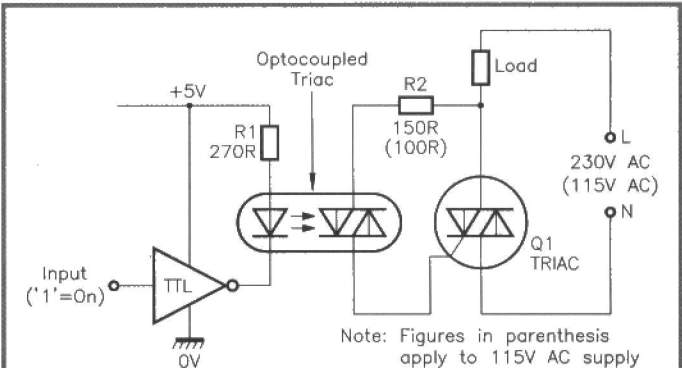 Optocoupled
Triac
+5V
R1
270R
R2
150R
(100R)
Load
L
230V AC
(115V AC)
N
Q1
TRIAC
Input
('1'=On)
TTL
0V
Note: Figures in parenthesis
apply to 115V AC supply